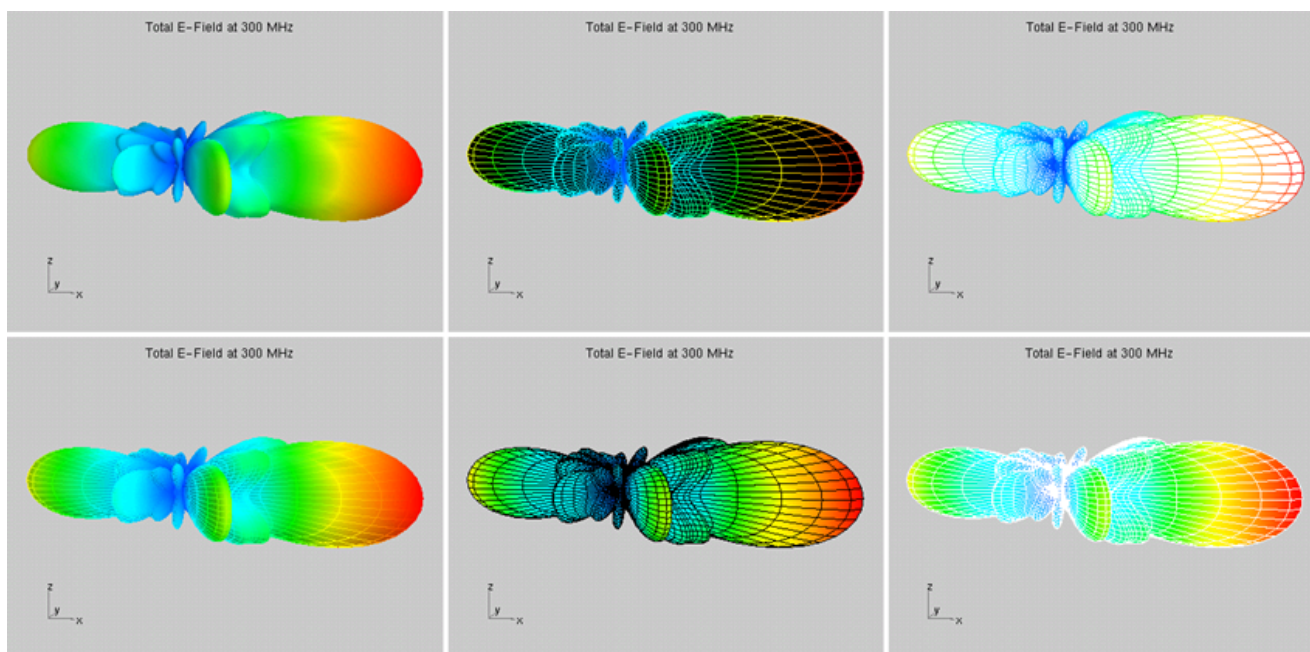 Total E-Field at 300 MHz
Total E-Field at 300 MHz
Total E-Field at 300 MHz
z
y
x
z
y
x
z
y
x
Total E-Field at 300 MHz
Total E-Field at 300 MHz
Total E-Field at 300 MHz
z
y
x
z
y
x
z
y
x